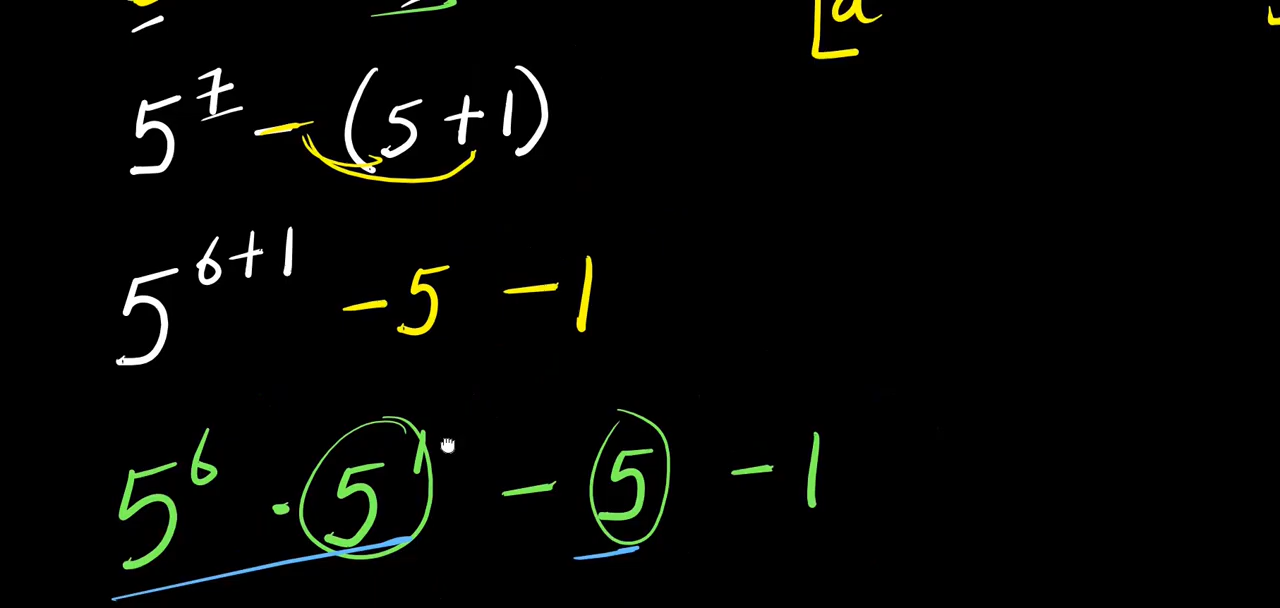 a
5^7 - (5+1)
5^{6+1} - 5 - 1
5^6 · 5^1 - 5 - 1